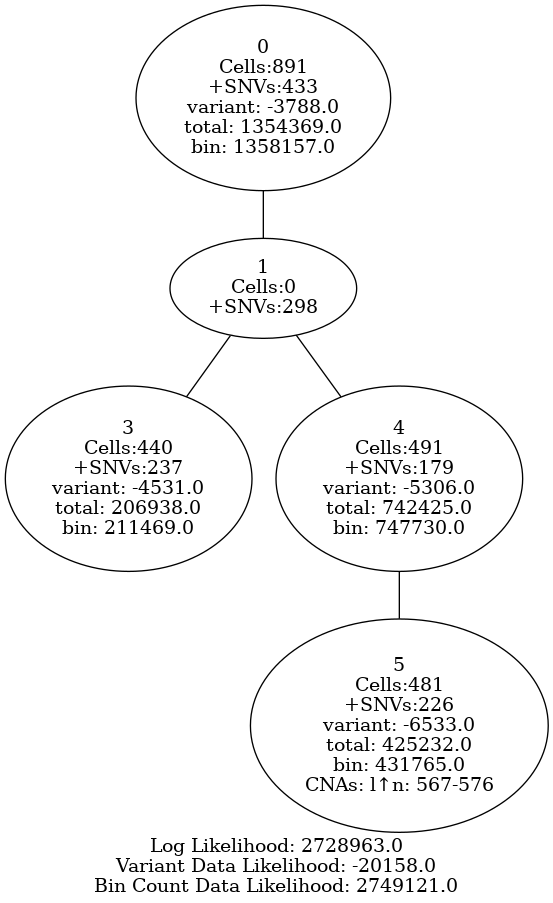 0
Cells:891
+SNVs:433
variant: -3788.0
total: 1354369.0
bin: 1358157.0
1
Cells:0
+SNVs:298
3
Cells:440
+SNVs:237
variant: -4531.0
total: 206938.0
bin: 211469.0
4
Cells:491
+SNVs:179
variant: -5306.0
total: 742425.0
bin: 747730.0
5
Cells:481
+SNVs:226
variant: -6533.0
total: 425232.0
bin: 431765.0
CNAs: l↑n: 567-576
Log Likelihood: 2728963.0
Variant Data Likelihood: -20158.0
Bin Count Data Likelihood: 2749121.0